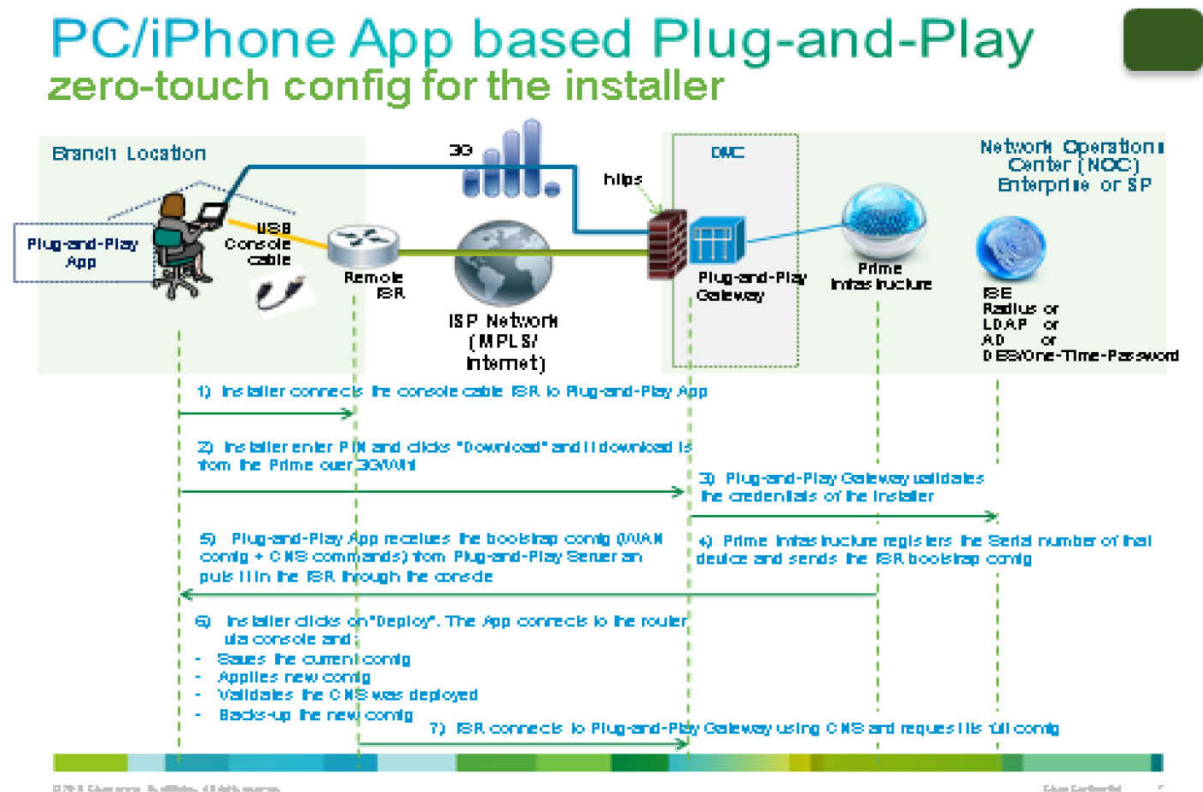 PC/iPhone App based Plug-and-Play
zero-touch config for the installer
Branch Location
3G
https
Network Operations
Center (NOC)
Enterprise or SP
Plug-and-Play
App
USB
Console
cable
Remote
ISR
ISP Network
(MPLS/
Internet)
Plug-and-Play
Gateway
Prime
Infrastructure
ISE
Radius or
LDAP or
AD or
DES/One-Time-Password
1) Installer connects the console cable ISR to Plug-and-Play App
2) Installer enter PIN and clicks "Download" and it download is
from the Prime over 3G/Wifi
3) Plug-and-Play Gateway validates
the credentials of the installer
5) Plug-and-Play App receives the bootstrap config (WAN
config + CNS commands) from Plug-and-Play Server an
puts it in the ISR through the console
4) Prime Infrastructure registers the Serial number of that
device and sends the ISR bootstrap config
6) Installer clicks on "Deploy". The App connects to the router
via console and:
- Saves the current config
- Applies new config
- Validates the CNS was deployed
- Backs-up the new config
7) ISR connects to Plug-and-Play Gateway using CNS and request its full config
Cisco Confidential